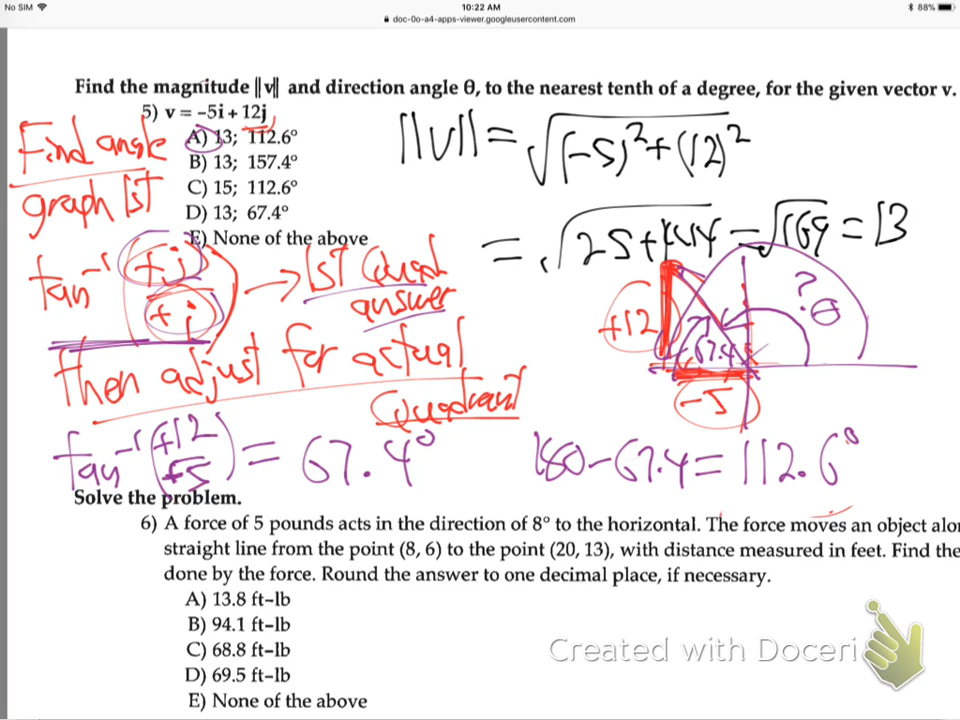 No SIM 10:22 AM 88%
doc-0o-a4-apps-viewer.googleusercontent.com
Find the magnitude ||v|| and direction angle θ, to the nearest tenth of a degree, for the given vector v.
5) v = -5i + 12j
A) 13; 112.6°
B) 13; 157.4°
C) 15; 112.6°
D) 13; 67.4°
E) None of the above
||v|| = √(-5)²+(12)²
= √25+144 = √169 = 13
Find angle
graph 1st
tan⁻¹(+j/+i) → 1st Quad
answer
then adjust for actual
Quadrant
+12
67.4
-5
? θ
tan⁻¹(+12/+5) = 67.4°
180-67.4=112.6°
Solve the problem.
6) A force of 5 pounds acts in the direction of 8° to the horizontal. The force moves an object alon
straight line from the point (8, 6) to the point (20, 13), with distance measured in feet. Find the
done by the force. Round the answer to one decimal place, if necessary.
A) 13.8 ft-lb
B) 94.1 ft-lb
C) 68.8 ft-lb
D) 69.5 ft-lb
E) None of the above
Created with Doceri